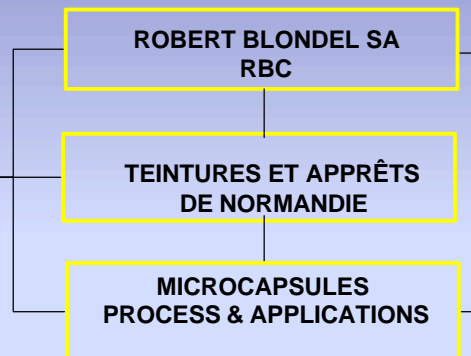 ROBERT BLONDEL SA
RBC
TEINTURES ET APPRÊTS
DE NORMANDIE
MICROCAPSULES
PROCESS & APPLICATIONS